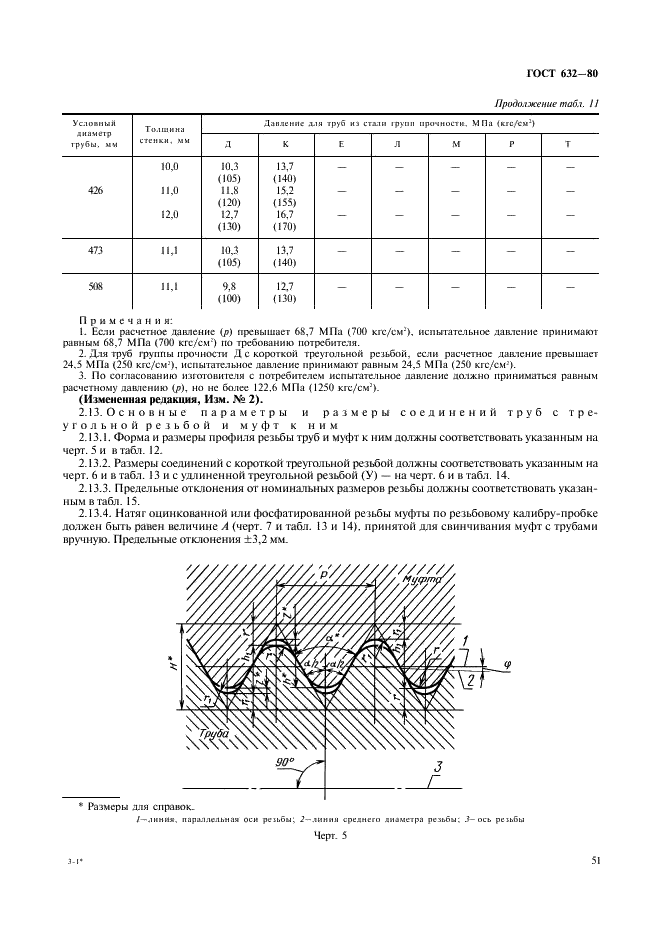 ГОСТ 632—80
Продолжение табл. 11
Условный диаметр трубы, мм
Толщина стенки, мм
Давление для труб из стали групп прочности, МПа (кгс/см²)
Д К Е Л М Р Т
10,0 10,3 13,7 — — — — —
(105) (140)
426 11,0 11,8 15,2 — — — — —
(120) (155)
12,0 12,7 16,7 — — — — —
(130) (170)
473 11,1 10,3 13,7 — — — — —
(105) (140)
508 11,1 9,8 12,7 — — — — —
(100) (130)
Примечания:
1. Если расчетное давление (р) превышает 68,7 МПа (700 кгс/см²), испытательное давление принимают
равным 68,7 МПа (700 кгс/см²) по требованию потребителя.
2. Для труб группы прочности Д с короткой треугольной резьбой, если расчетное давление превышает
24,5 МПа (250 кгс/см²), испытательное давление принимают равным 24,5 МПа (250 кгс/см²).
3. По согласованию изготовителя с потребителем испытательное давление должно приниматься равным
расчетному давлению (р), но не более 122,6 МПа (1250 кгс/см²).
(Измененная редакция, Изм. № 2).
2.13. Основные параметры и размеры соединений труб с тре-
угольной резьбой и муфт к ним
2.13.1. Форма и размеры профиля резьбы труб и муфт к ним должны соответствовать указанным на
черт. 5 и в табл. 12.
2.13.2. Размеры соединений с короткой треугольной резьбой должны соответствовать указанным на
черт. 6 и в табл. 13 и с удлиненной треугольной резьбой (У) — на черт. 6 и в табл. 14.
2.13.3. Предельные отклонения от номинальных размеров резьбы должны соответствовать указан-
ным в табл. 15.
2.13.4. Натяг оцинкованной или фосфатированной резьбы муфты по резьбовому калибру-пробке
должен быть равен величине А (черт. 7 и табл. 13 и 14), принятой для свинчивания муфт с трубами
вручную. Предельные отклонения ±3,2 мм.
P
Муфта
r
z*
α*
r₁
h₁
α/2
α/2
1
H*
φ
2
h*
Труба
90°
3
* Размеры для справок.
1—линия, параллельная оси резьбы; 2—линия среднего диаметра резьбы; 3— ось резьбы
Черт. 5
3-1*
51